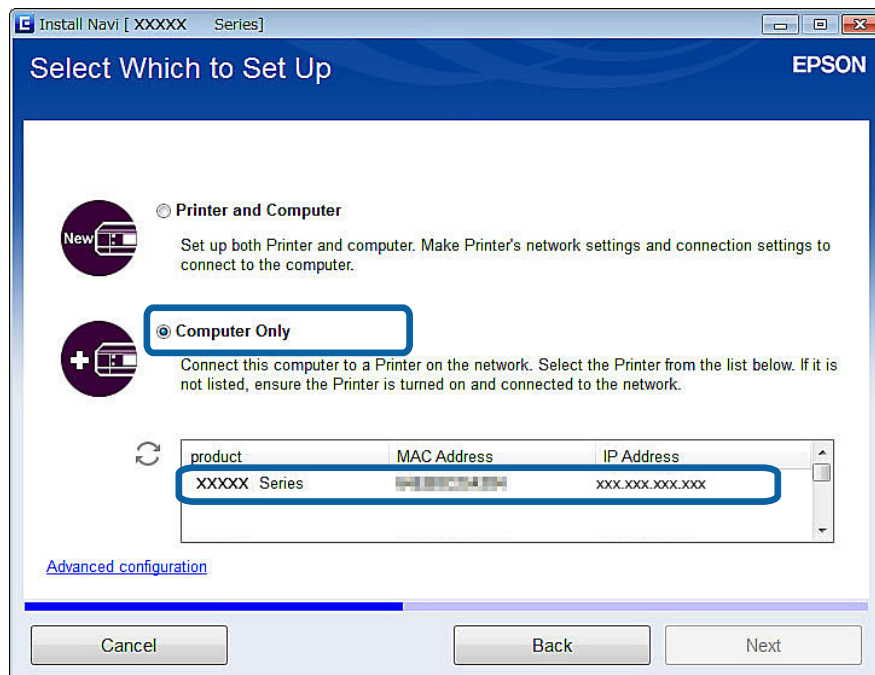 Install Navi [ XXXXX Series]
Select Which to Set Up
EPSON
New
Printer and Computer
Set up both Printer and computer. Make Printer's network settings and connection settings to
connect to the computer.
Computer Only
Connect this computer to a Printer on the network. Select the Printer from the list below. If it is
not listed, ensure the Printer is turned on and connected to the network.
product MAC Address IP Address
XXXXX Series xxx.xxx.xxx.xxx
Advanced configuration
Cancel Back Next